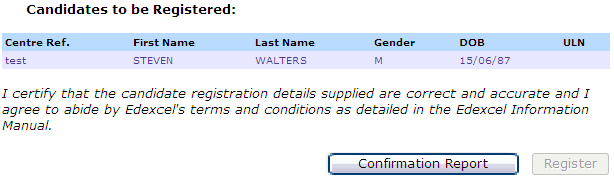 Candidates to be Registered:
Centre Ref. First Name Last Name Gender DOB ULN
test STEVEN WALTERS M 15/06/87
I certify that the candidate registration details supplied are correct and accurate and I
agree to abide by Edexcel's terms and conditions as detailed in the Edexcel Information
Manual.
Confirmation Report Register